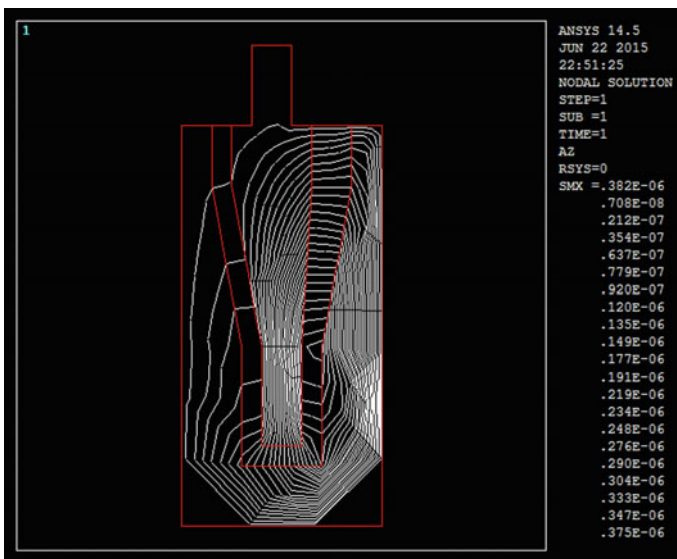 1
ANSYS 14.5
JUN 22 2015
22:51:25
NODAL SOLUTION
STEP=1
SUB =1
TIME=1
AZ
RSYS=0
SMX =.382E-06
.708E-08
.212E-07
.354E-07
.637E-07
.779E-07
.920E-07
.120E-06
.135E-06
.149E-06
.177E-06
.191E-06
.219E-06
.234E-06
.248E-06
.276E-06
.290E-06
.304E-06
.333E-06
.347E-06
.375E-06